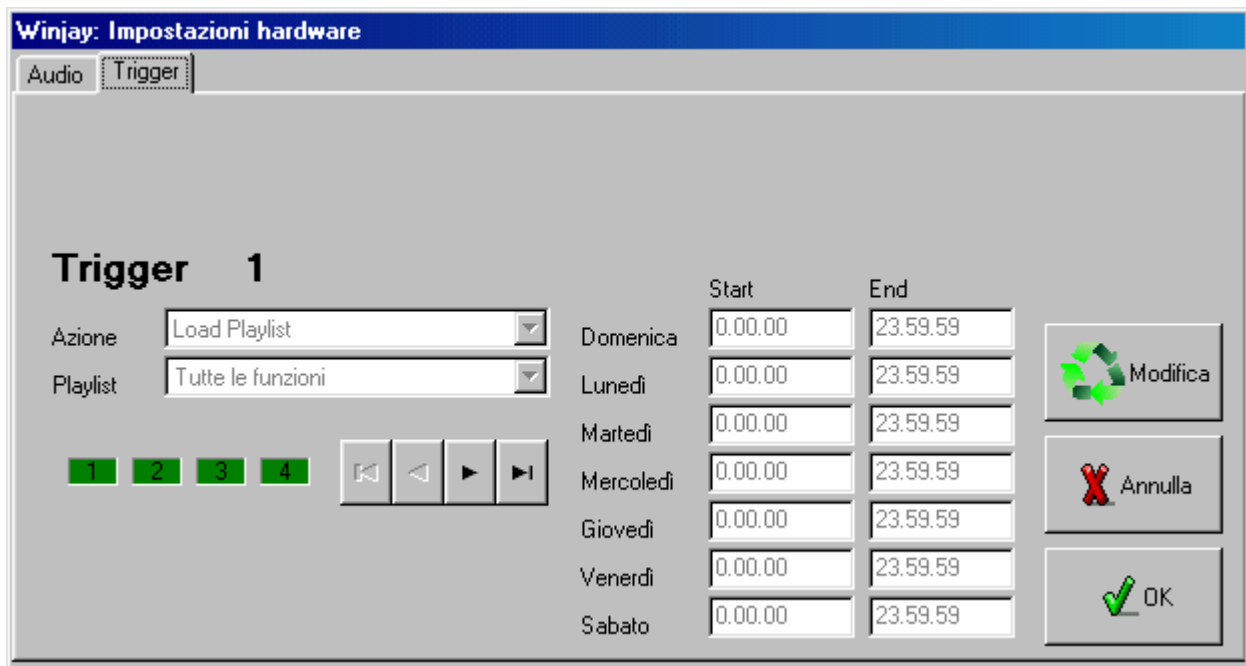 Winjay: Impostazioni hardware
Audio Trigger
Trigger 1
Start End
Azione Load Playlist
Playlist Tutte le funzioni
1 2 3 4
Domenica 0.00.00 23.59.59
Lunedì 0.00.00 23.59.59
Martedì 0.00.00 23.59.59
Mercoledì 0.00.00 23.59.59
Giovedì 0.00.00 23.59.59
Venerdì 0.00.00 23.59.59
Sabato 0.00.00 23.59.59
Modifica
Annulla
OK